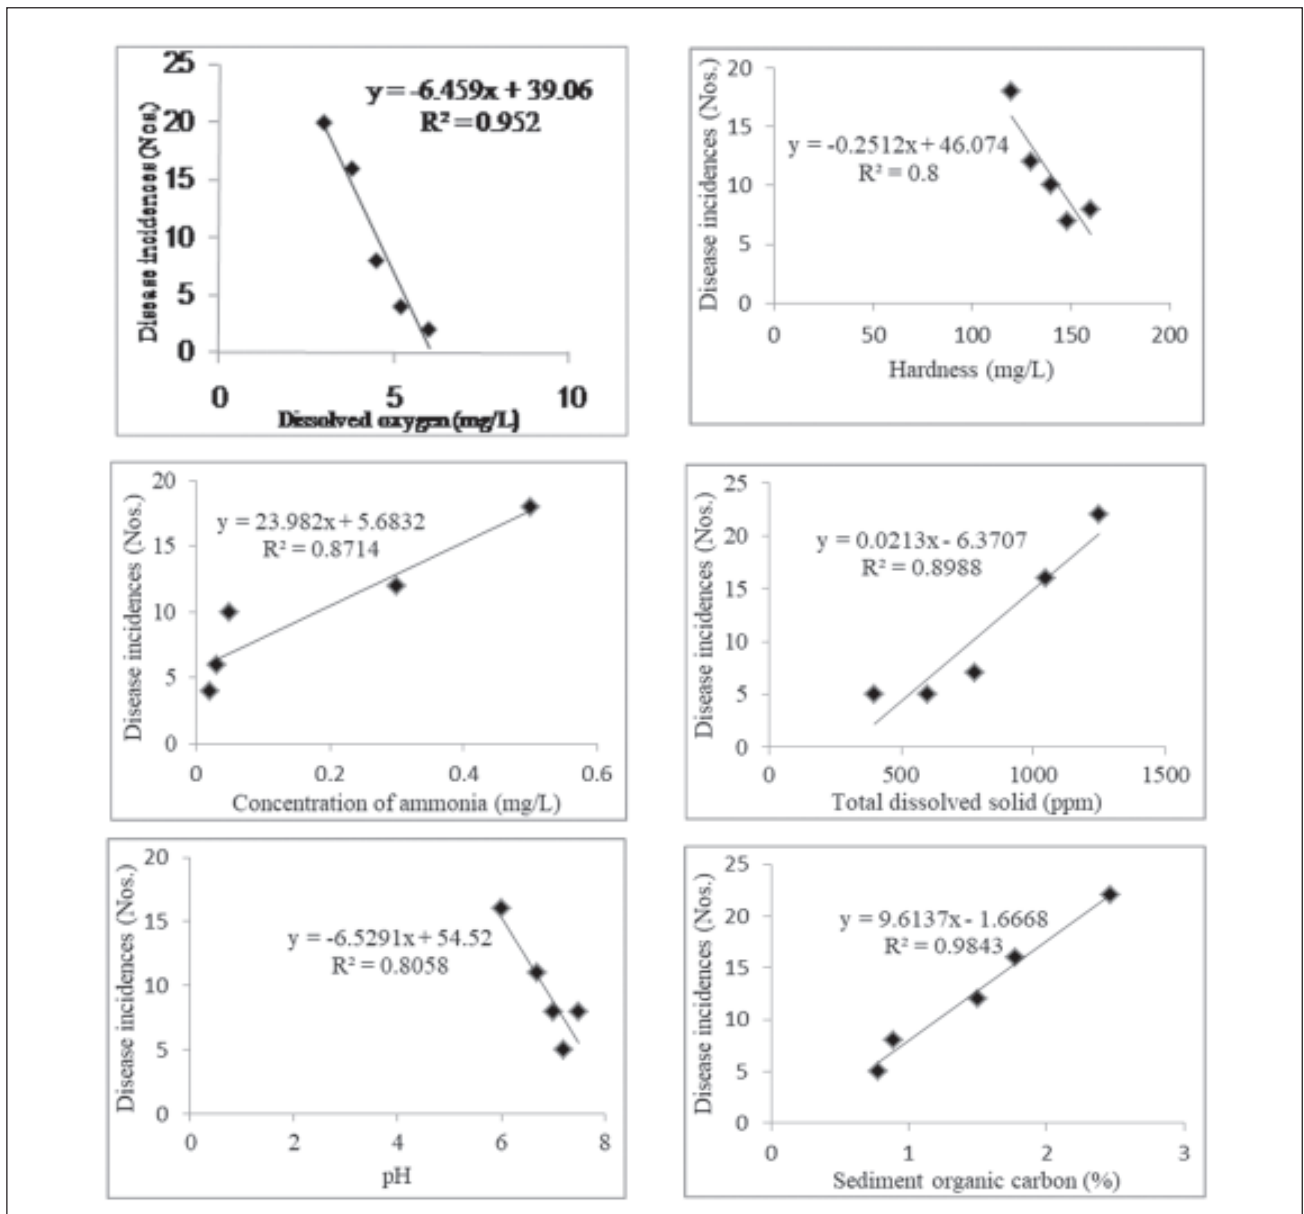 25
20
15
10
5
0
Disease incidences (Nos.)
y = -6.459x + 39.06
R² = 0.952
0 5 10
Dissolved oxygen (mg/L)
20
15
10
5
0
Disease incidences (Nos.)
y = -0.2512x + 46.074
R² = 0.8
0 50 100 150 200
Hardness (mg/L)
20
15
10
5
0
Disease incidences (Nos.)
y = 23.982x + 5.6832
R² = 0.8714
0 0.2 0.4 0.6
Concentration of ammonia (mg/L)
25
20
15
10
5
0
Disease incidences (Nos.)
y = 0.0213x - 6.3707
R² = 0.8988
0 500 1000 1500
Total dissolved solid (ppm)
20
15
10
5
0
Disease incidences (Nos.)
y = -6.5291x + 54.52
R² = 0.8058
0 2 4 6 8
pH
25
20
15
10
5
0
Disease incidences (Nos.)
y = 9.6137x - 1.6668
R² = 0.9843
0 1 2 3
Sediment organic carbon (%)